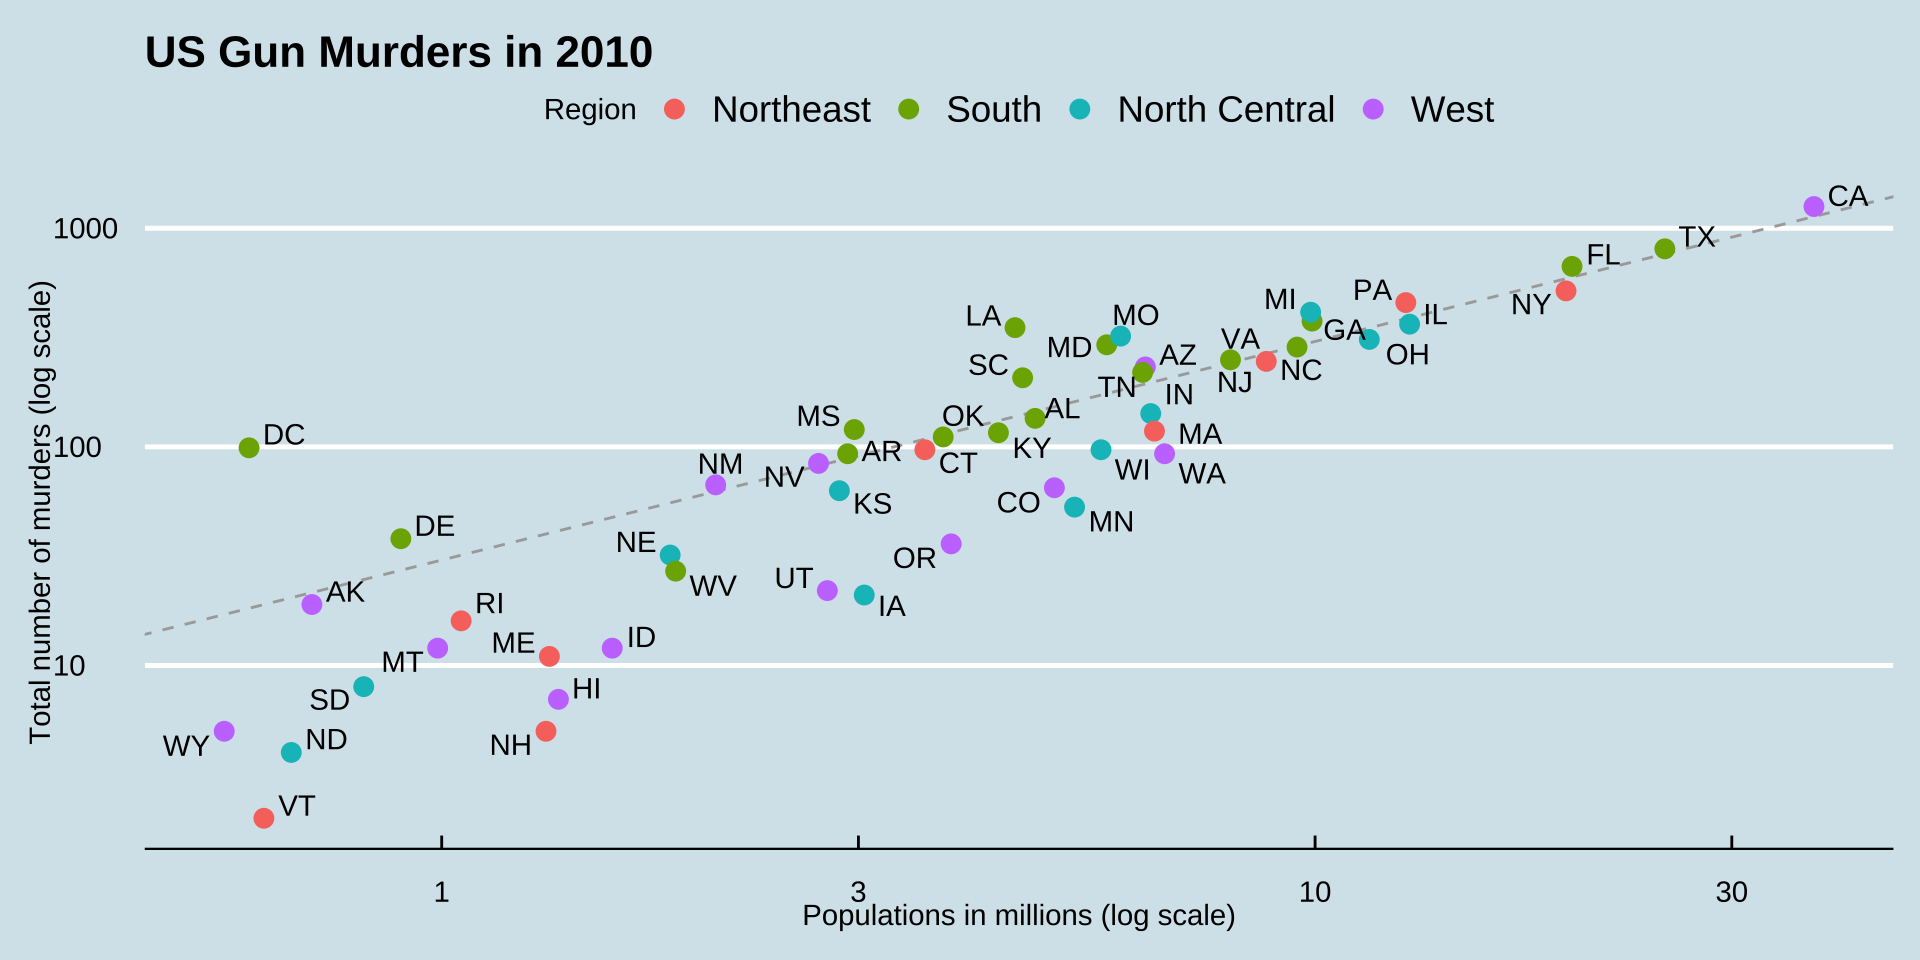 US Gun Murders in 2010
Region Northeast South North Central West
CA
1000
TX
FL
PA
MI
NY
IL
LA
MO
GA
VA
MD
AZ
OH
SC
NC
TN
NJ
IN
MS
OK
AL
DC
MA
100
AR
KY
CT
NM
NV
WI
WA
KS
CO
MN
DE
NE
OR
UT
WV
AK
IA
RI
ME
ID
MT
10
HI
SD
ND
WY
NH
VT
Total number of murders (log scale)
1 3 10 30
Populations in millions (log scale)